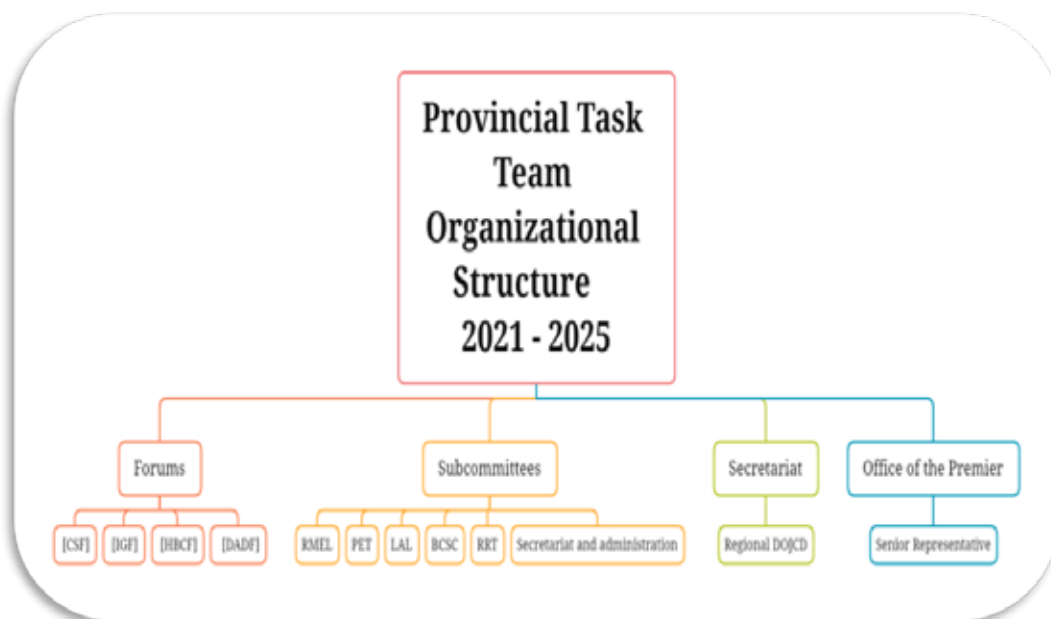 Provincial Task
Team
Organizational
Structure
2021 - 2025
Forums
Subcommittees
Secretariat
Office of the Premier
[CSF]
[IGF]
[HBCF]
[DADF]
RMEL
PET
LAL
BCSC
RRT
Secretariat and administration
Regional DOJCD
Senior Representative